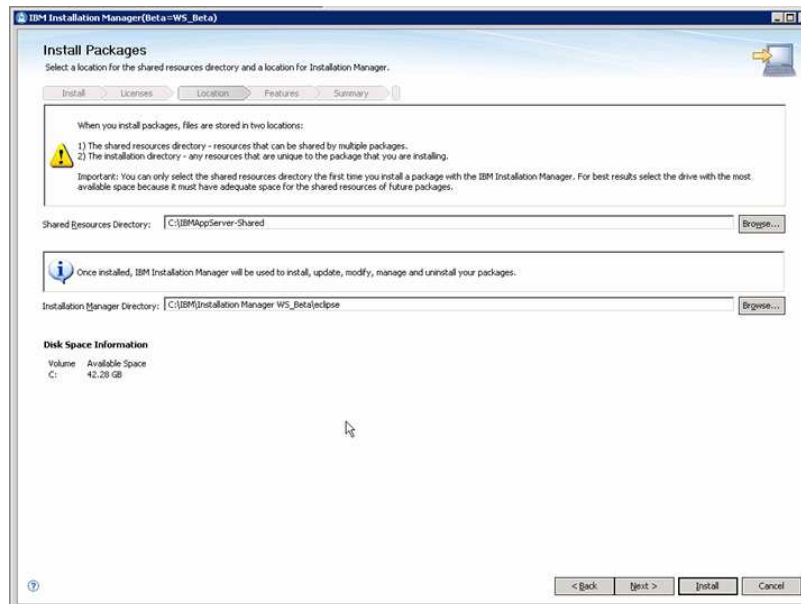 IBM Installation Manager(Beta=WS_Beta)
Install Packages
Select a location for the shared resources directory and a location for Installation Manager.
Install Licenses Location Features Summary
When you install packages, files are stored in two locations:
1) The shared resources directory - resources that can be shared by multiple packages.
2) The installation directory - any resources that are unique to the package that you are installing.
Important: You can only select the shared resources directory the first time you install a package with the IBM Installation Manager. For best results select the drive with the most
available space because it must have adequate space for the shared resources of future packages.
Shared Resources Directory: C:\IBMAppServer-Shared Browse...
Once installed, IBM Installation Manager will be used to install, update, modify, manage and uninstall your packages.
Installation Manager Directory: C:\IBM\Installation Manager WS_Beta\eclipse Browse...
Disk Space Information
Volume Available Space
C: 42.28 GB
? < Back Next > Install Cancel